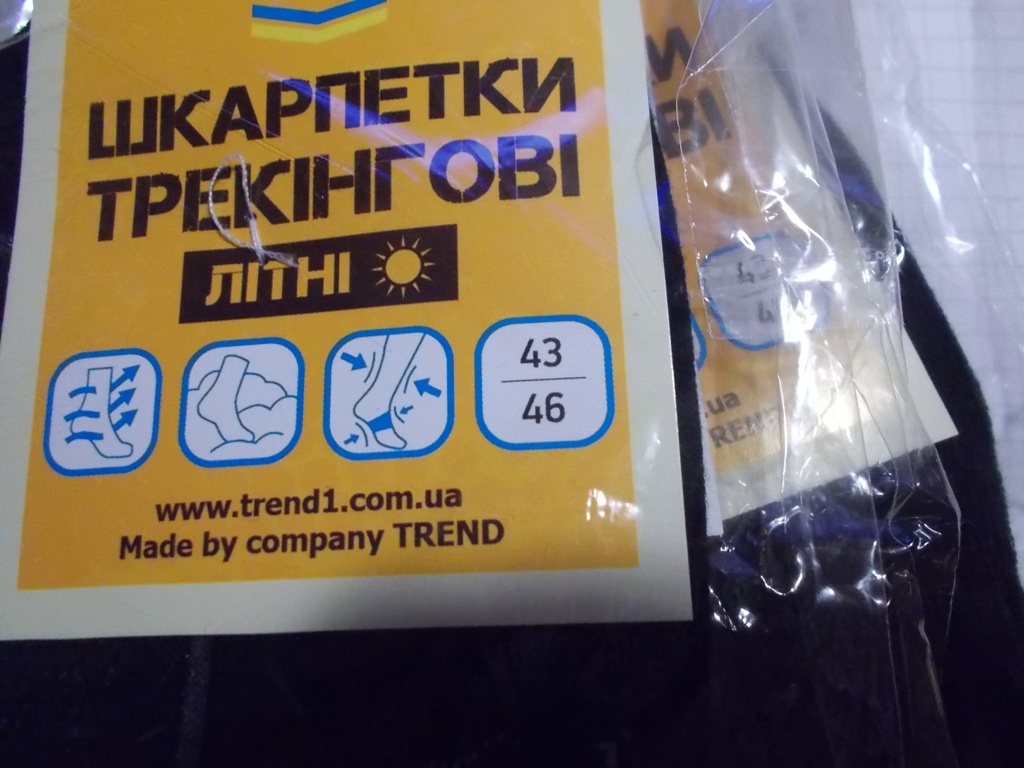 ШКАРПЕТКИ
ТРЕКІНГОВІ
ЛІТНІ
43
46
www.trend1.com.ua
Made by company TREND